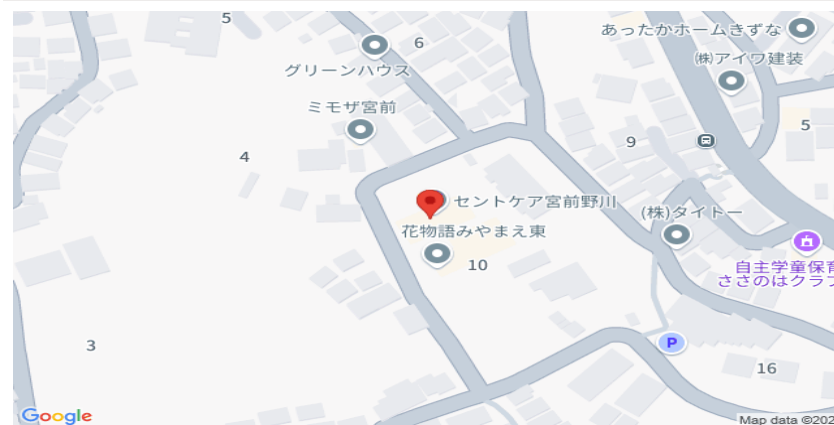 5
6
あったかホームきずな
グリーンハウス
(株)アイワ建装
ミモザ宮前
5
9
4
セントケア宮前野川
(株)タイトー
花物語みやまえ東
10
自主学童保育
ささのはクラブ
P
3
16
Google
Map data ©202